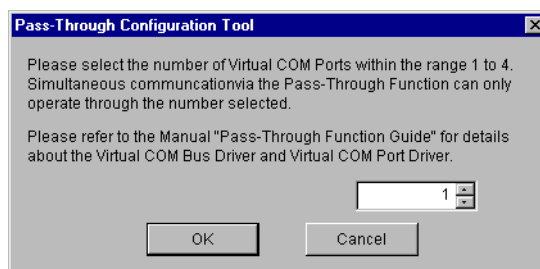 Pass-Through Configuration Tool
Please select the number of Virtual COM Ports within the range 1 to 4.
Simultaneous communcationvia the Pass-Through Function can only
operate through the number selected.
Please refer to the Manual "Pass-Through Function Guide" for details
about the Virtual COM Bus Driver and Virtual COM Port Driver.
1
OK Cancel